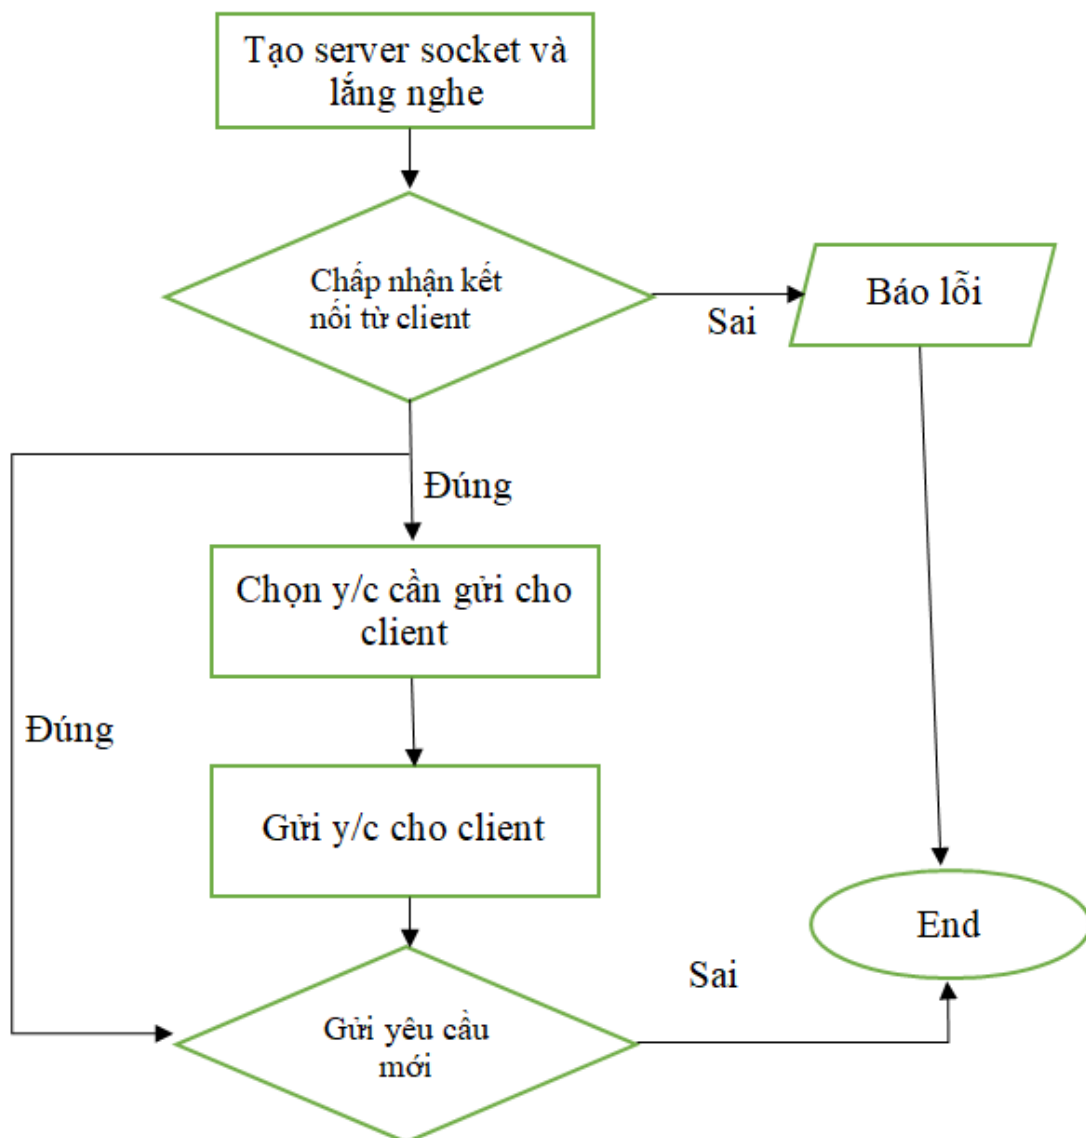 Tạo server socket và
lắng nghe
Chấp nhận kết
nối từ client
Sai
Báo lỗi
Đúng
Chọn y/c cần gửi cho
client
Đúng
Gửi y/c cho client
End
Sai
Gửi yêu cầu
mới